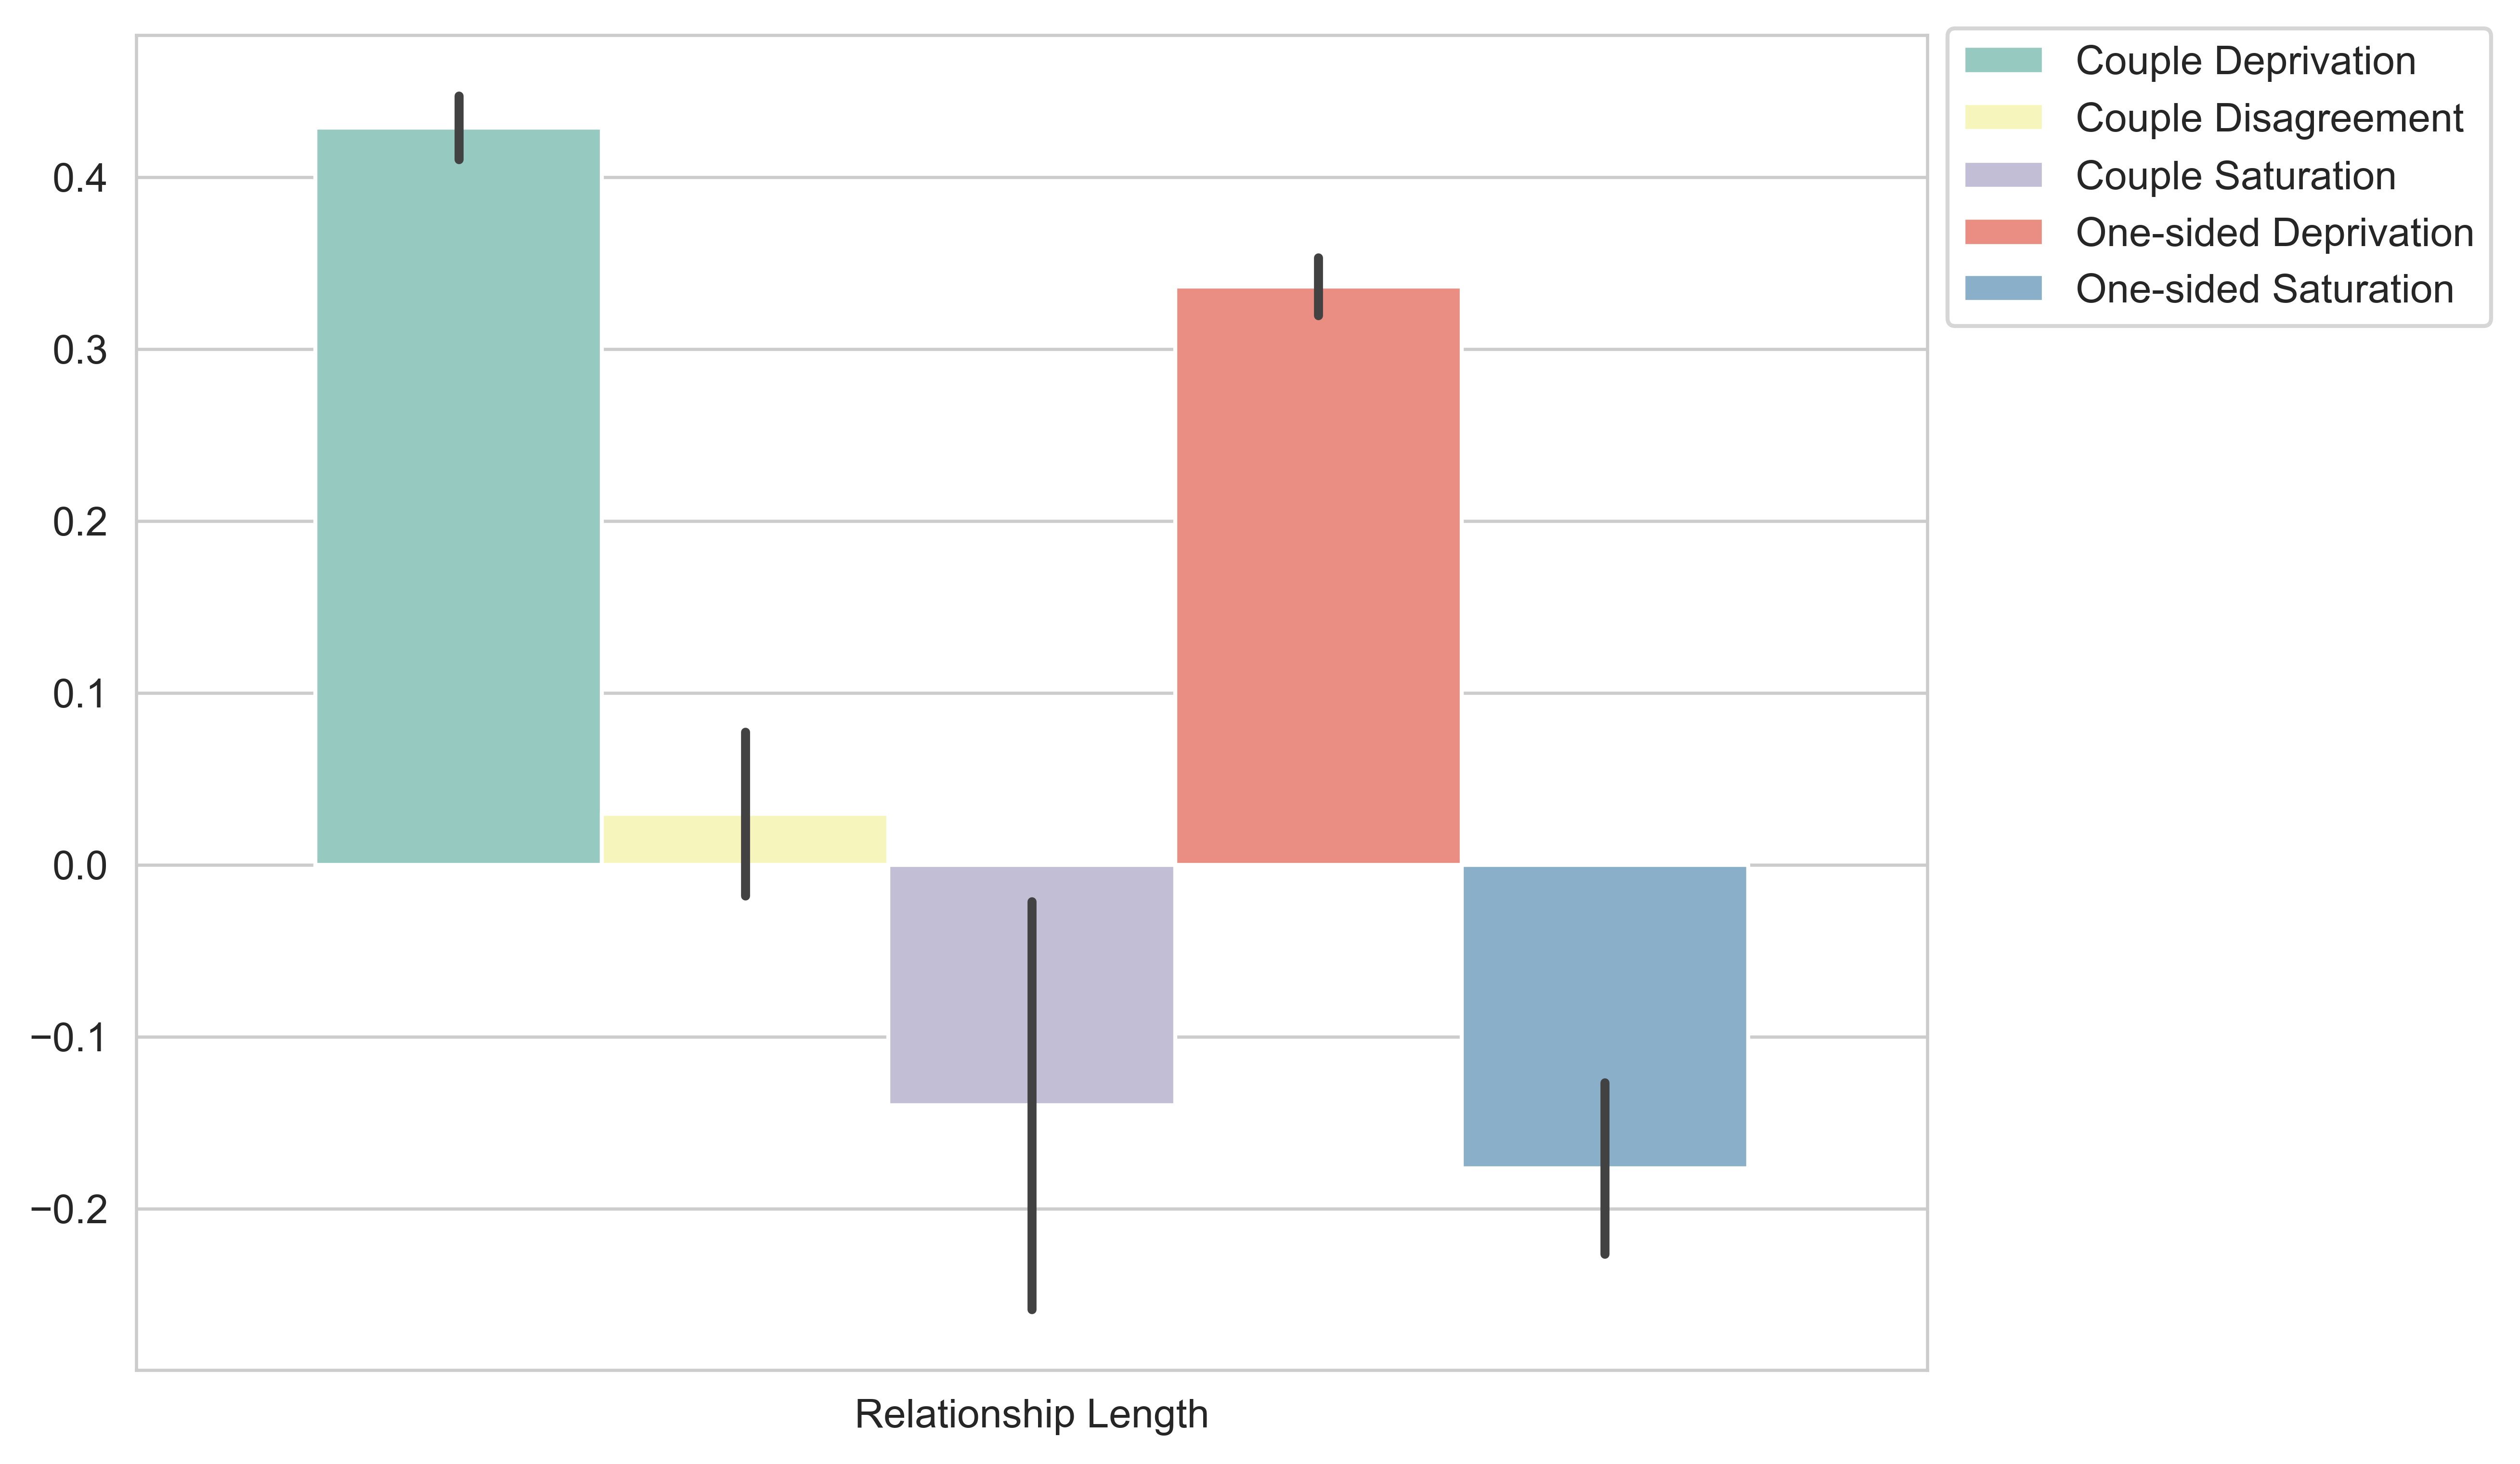 0.4
0.3
0.2
0.1
0.0
−0.1
−0.2
Relationship Length
Couple Deprivation
Couple Disagreement
Couple Saturation
One-sided Deprivation
One-sided Saturation